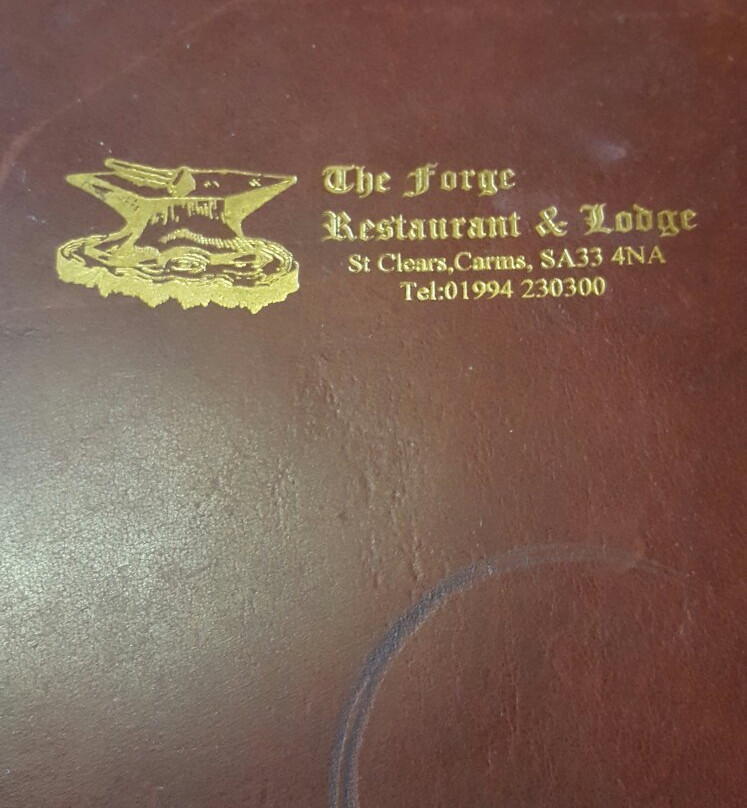 The Forge
Restaurant & Lodge
St Clears,Carms, SA33 4NA
Tel:01994 230300